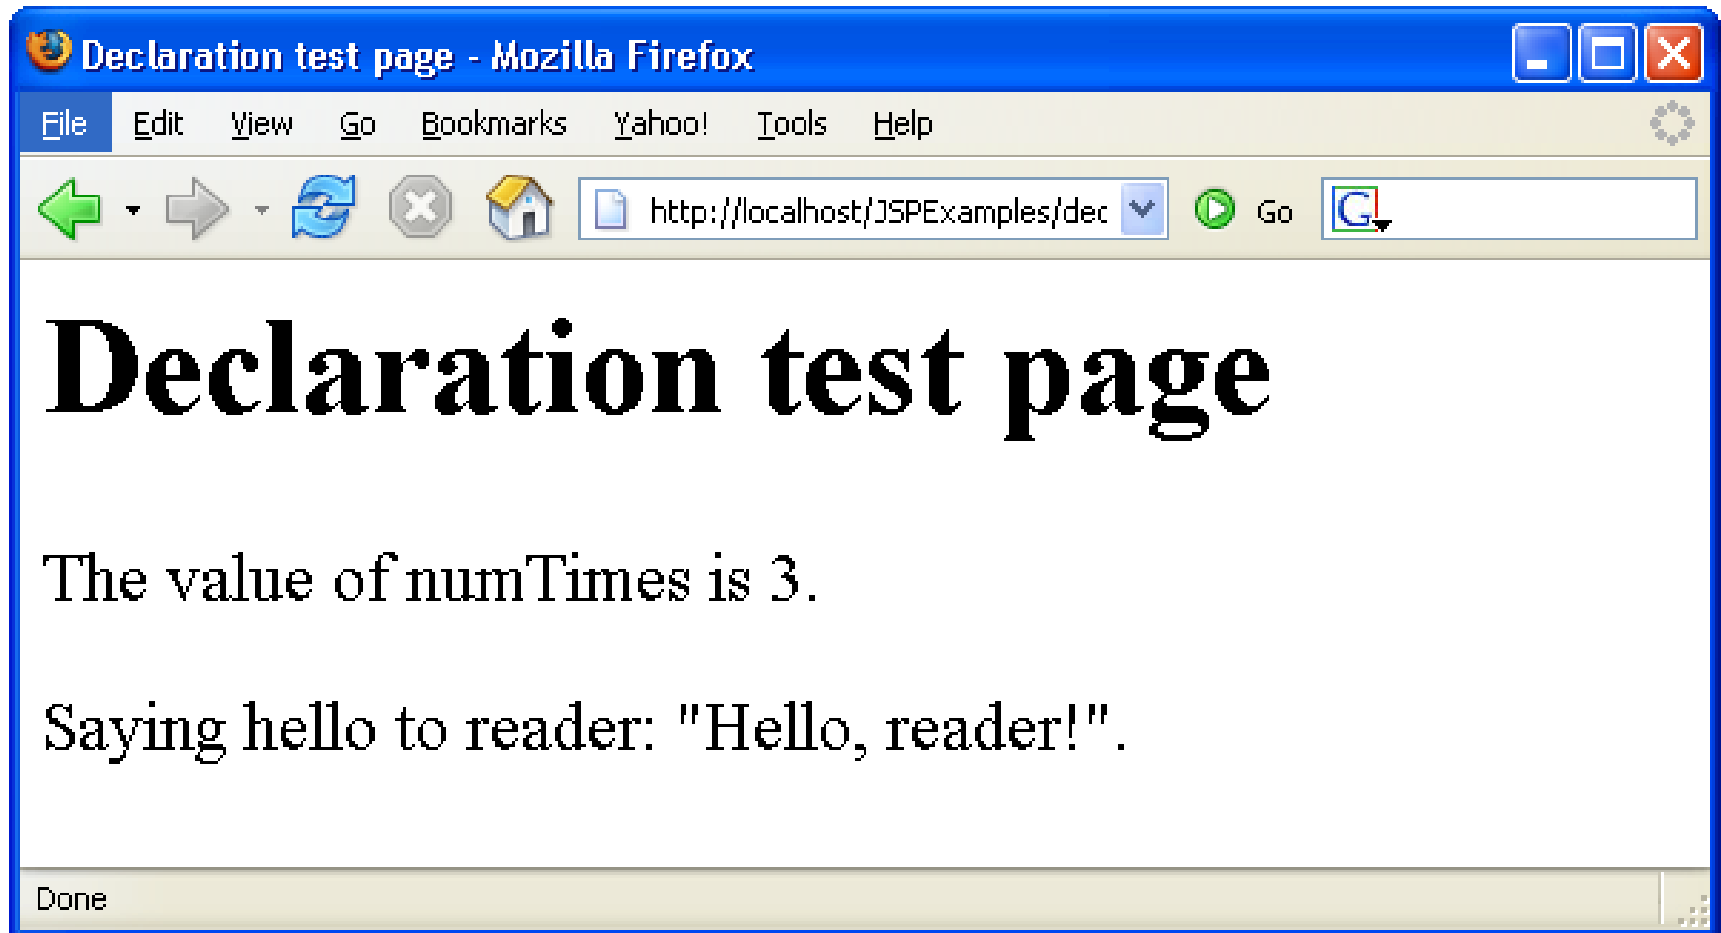 Declaration test page - Mozilla Firefox
File Edit View Go Bookmarks Yahoo! Tools Help
http://localhost/JSPExamples/dec Go G
Declaration test page
The value of numTimes is 3.
Saying hello to reader: "Hello, reader!".
Done